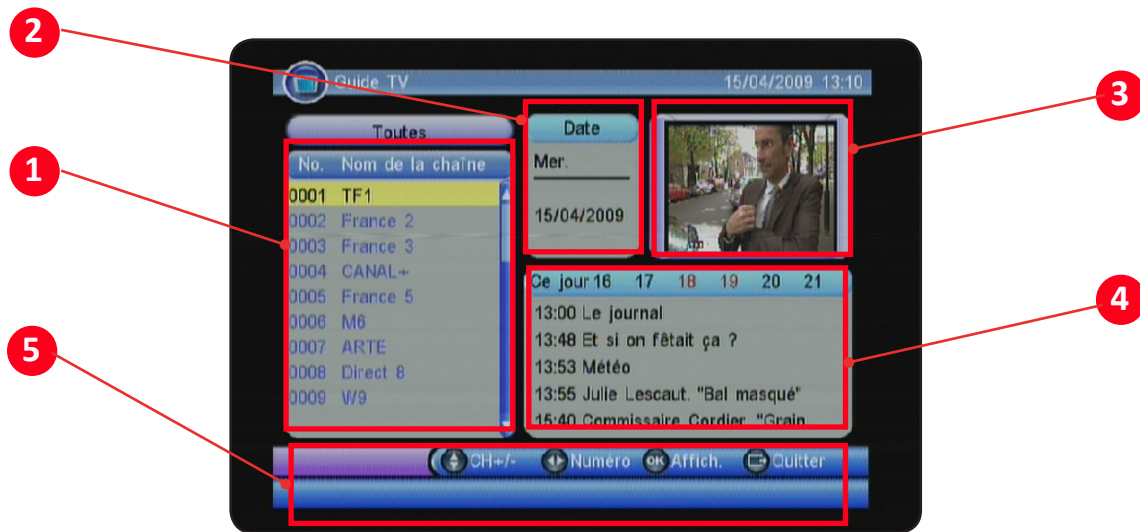 2
Guide TV 15/04/2009 13:10
3
1
Toutes
No. Nom de la chaîne
0001 TF1
0002 France 2
0003 France 3
0004 CANAL+
0005 France 5
0006 M6
0007 ARTE
0008 Direct 8
0009 W9
Date
Mer.
15/04/2009
Ce jour 16 17 18 19 20 21
13:00 Le journal
13:48 Et si on fêtait ça ?
13:53 Météo
13:55 Julie Lescaut. "Bal masqué"
15:40 Commissaire Cordier. "Grain
4
5
CH+/- Numéro OK Affich. Quitter